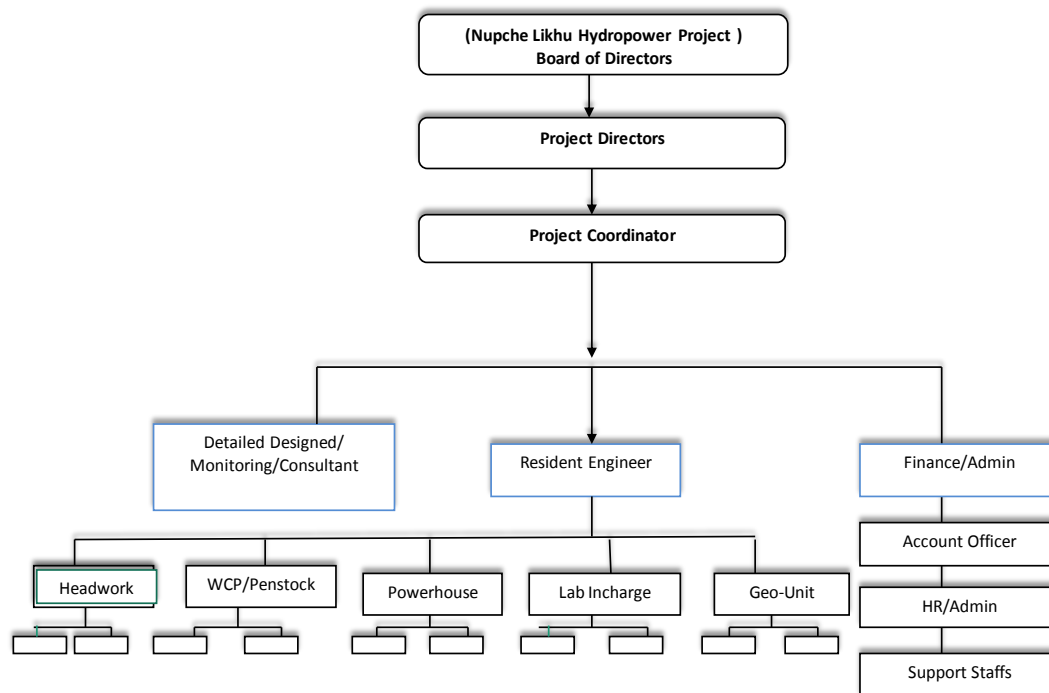 (Nupche Likhu Hydropower Project )
Board of Directors
Project Directors
Project Coordinator
Detailed Designed/
Monitoring/Consultant
Resident Engineer
Finance/Admin
Account Officer
Headwork
WCP/Penstock
Powerhouse
Lab Incharge
Geo-Unit
HR/Admin
Support Staffs